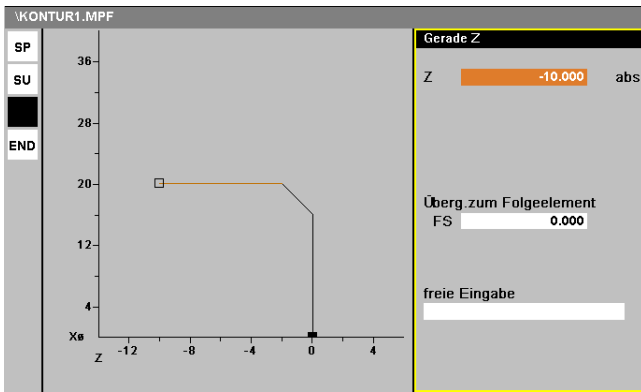 \KONTUR1.MPF
SP
SU
END
36
28
20
12
4
Xø
Z
-12 -8 -4 0 4
Gerade Z
Z -10.000 abs
Überg.zum Folgeelement
FS 0.000
freie Eingabe